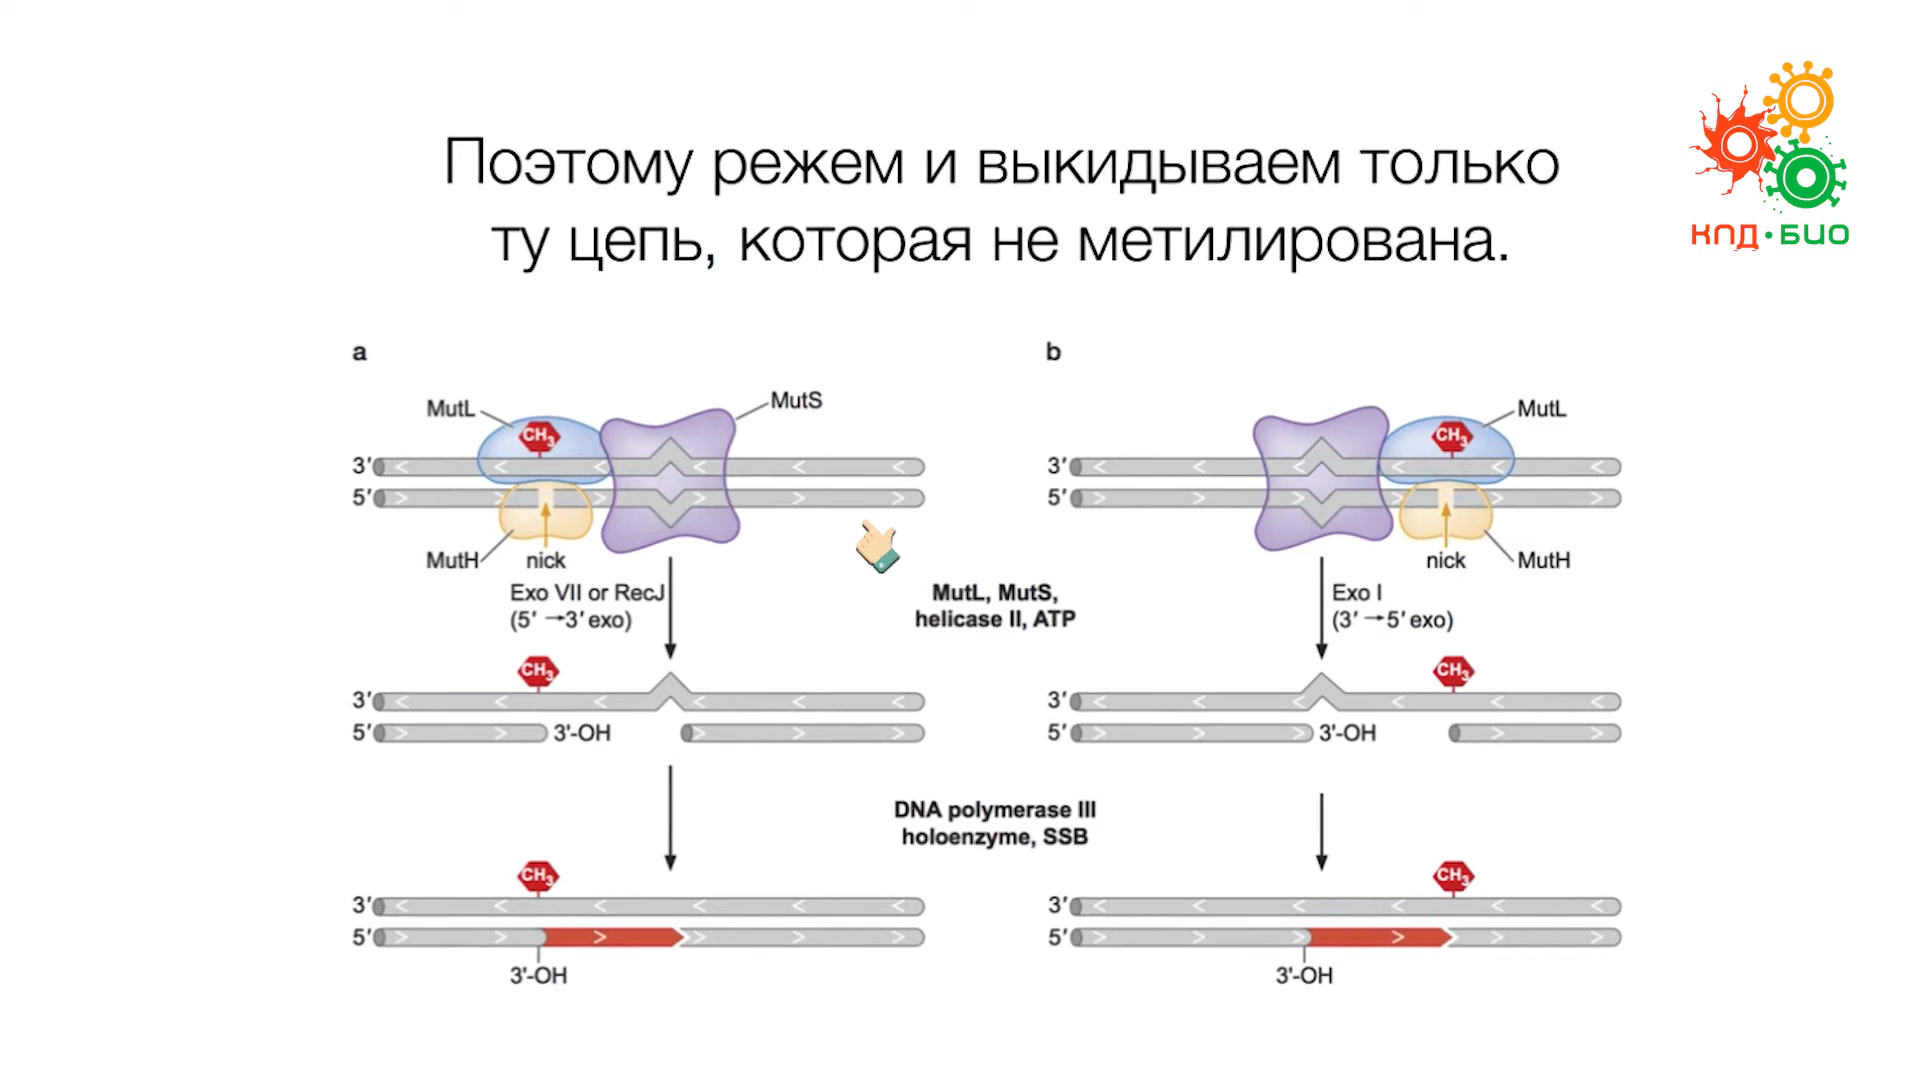 Поэтому режем и выкидываем только
ту цепь, которая не метилирована.
КПД•БИО
a
MutL
MutS
CH3
3′
5′
MutH
nick
Exo VII or RecJ
(5′ →3′ exo)
MutL, MutS,
helicase II, ATP
CH3
3′
5′
3'-OH
DNA polymerase III
holoenzyme, SSB
CH3
3′
5′
3'-OH
b
MutL
CH3
3′
5′
nick
MutH
Exo I
(3′ →5′ exo)
CH3
3′
5′
3'-OH
CH3
3′
5′
3'-OH